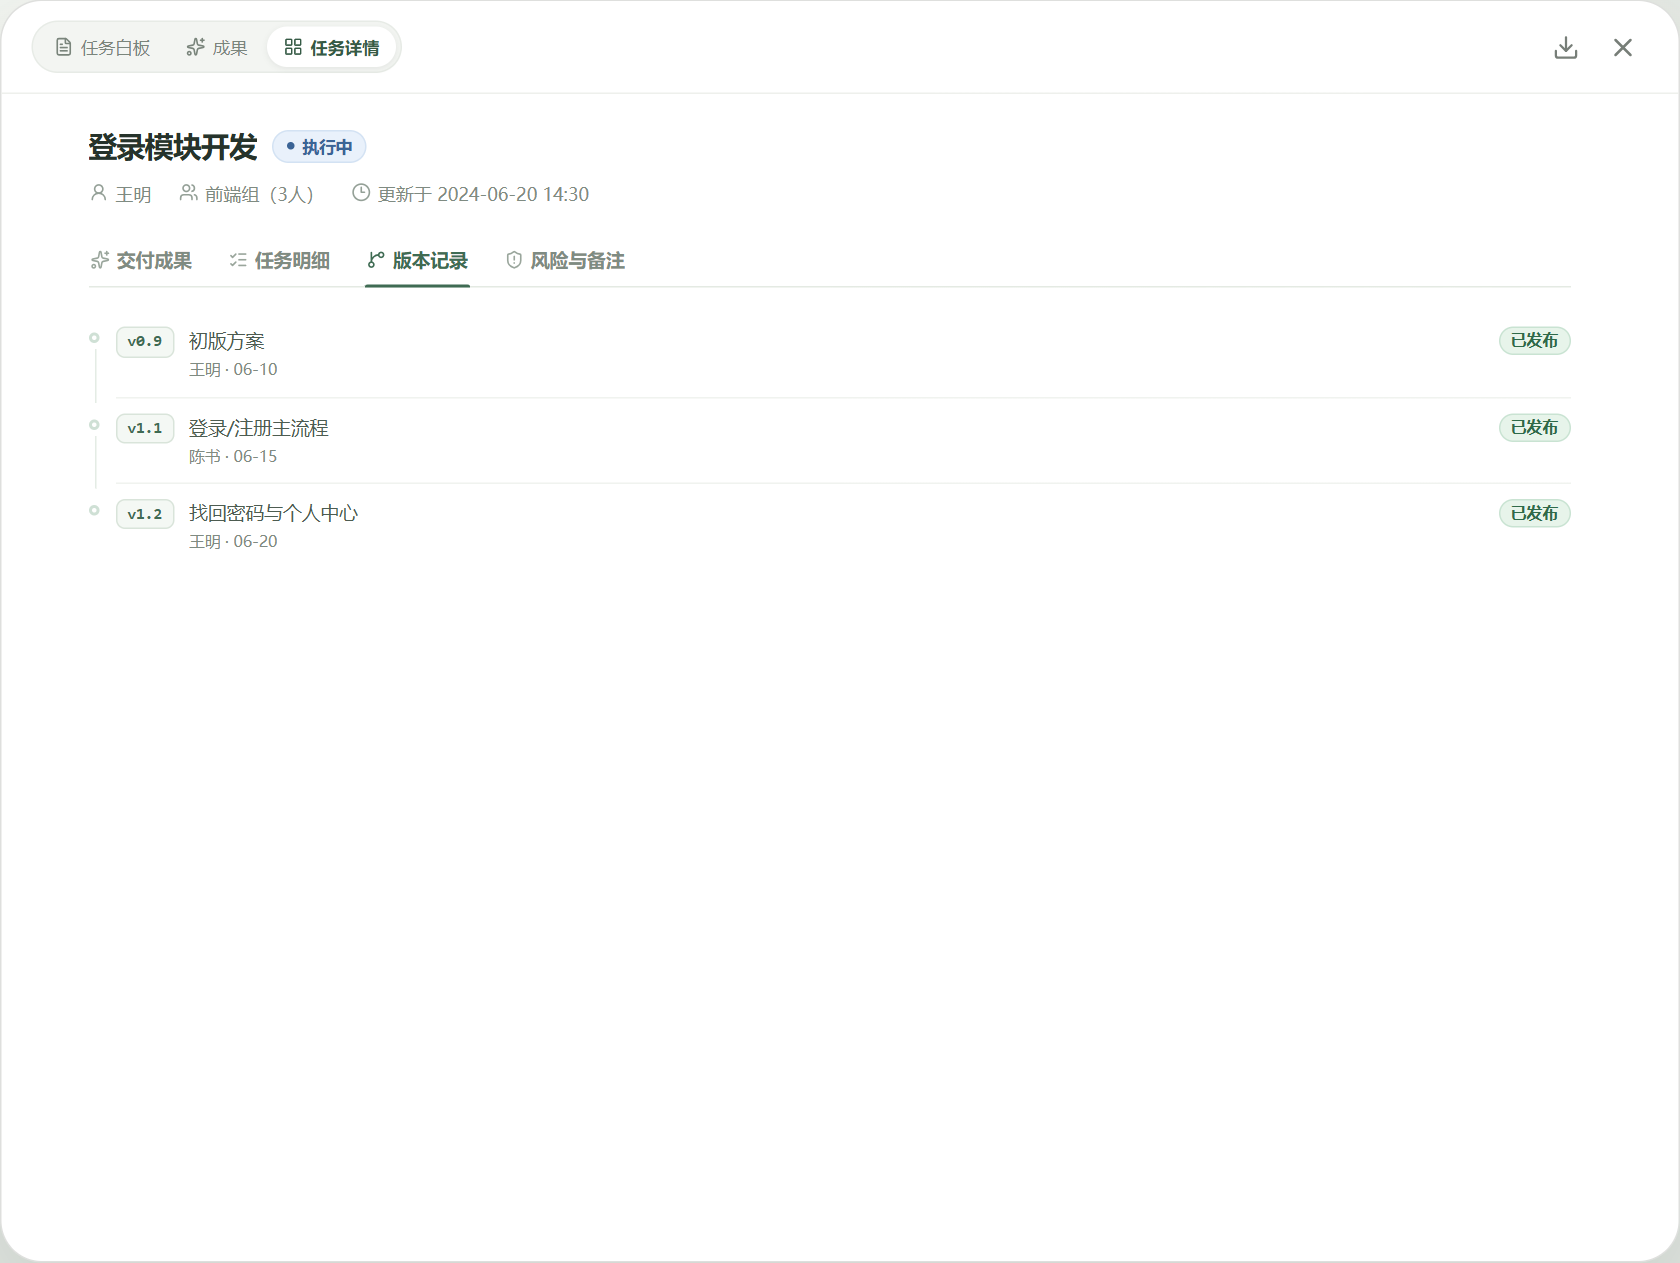 任务白板 成果 任务详情
登录模块开发 执行中
王明 前端组（3人） 更新于 2024-06-20 14:30
交付成果 任务明细 版本记录 风险与备注
v0.9 初版方案 已发布
王明 · 06-10
v1.1 登录/注册主流程 已发布
陈书 · 06-15
v1.2 找回密码与个人中心 已发布
王明 · 06-20